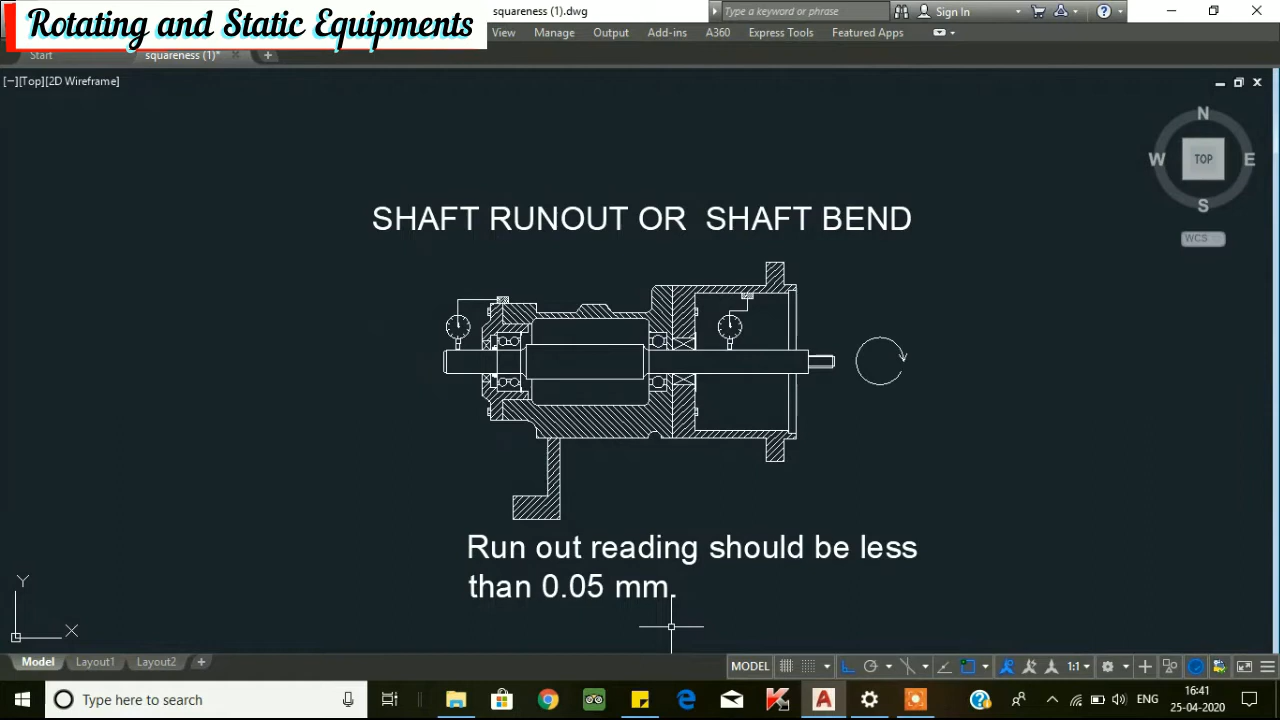 Rotating and Static Equipments
squareness (1).dwg
Type a keyword or phrase
Sign In
View
Manage
Output
Add-ins
A360
Express Tools
Featured Apps
Start
squareness (1)*
[−][Top][2D Wireframe]
N
W
TOP
E
S
WCS
SHAFT RUNOUT OR SHAFT BEND
Run out reading should be less
than 0.05 mm.
Y
X
Model
Layout1
Layout2
MODEL
1:1
Type here to search
ENG
16:41
25-04-2020